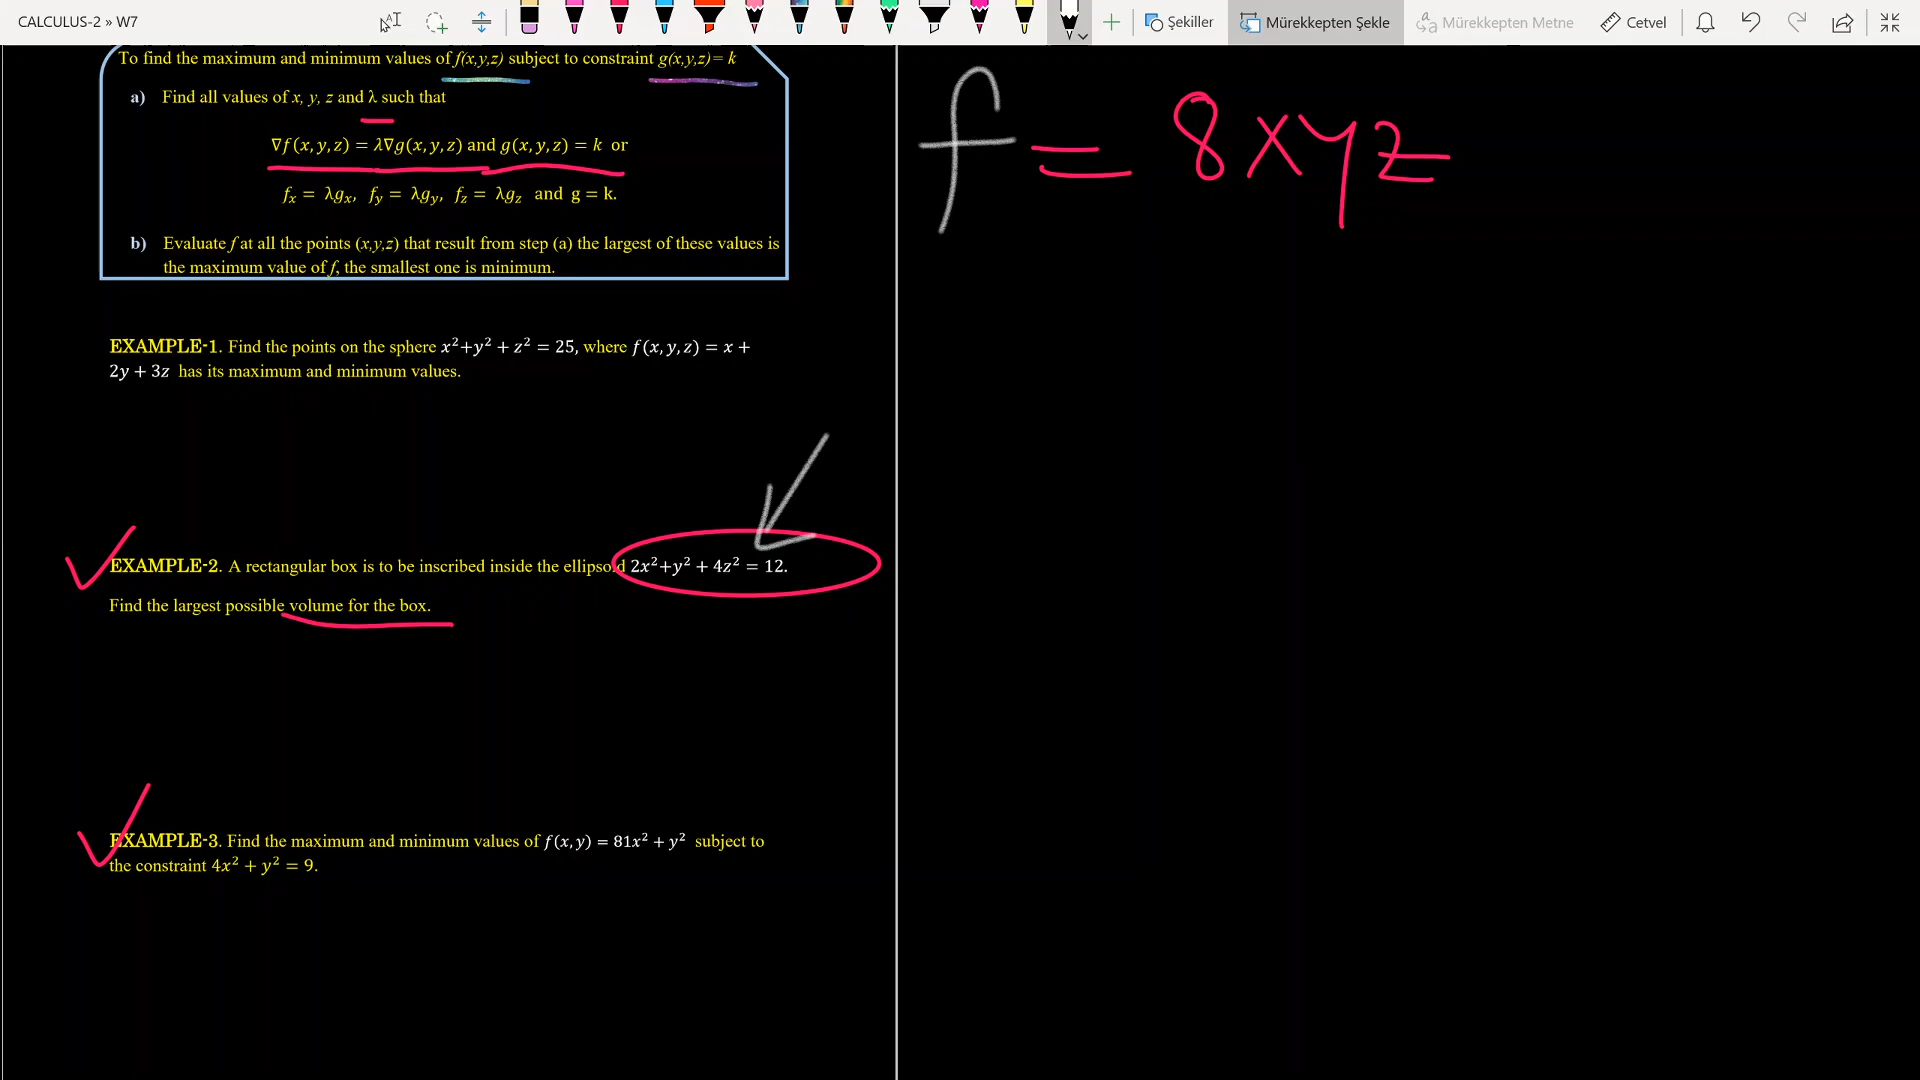 CALCULUS-2 » W7
Şekiller
Mürekkepten Şekle
Mürekkepten Metne
Cetvel
To find the maximum and minimum values of f(x,y,z) subject to constraint g(x,y,z)= k
a) Find all values of x, y, z and λ such that
∇f(x, y, z) = λ∇g(x, y, z) and g(x, y, z) = k or
fₓ = λgₓ, f_y = λg_y, f_z = λg_z and g = k.
b) Evaluate f at all the points (x,y,z) that result from step (a) the largest of these values is
the maximum value of f, the smallest one is minimum.
EXAMPLE-1. Find the points on the sphere x²+y² + z² = 25, where f(x, y, z) = x +
2y + 3z has its maximum and minimum values.
EXAMPLE-2. A rectangular box is to be inscribed inside the ellipsoid 2x²+y² + 4z² = 12.
Find the largest possible volume for the box.
EXAMPLE-3. Find the maximum and minimum values of f(x, y) = 81x² + y² subject to
the constraint 4x² + y² = 9.
f = 8xyz